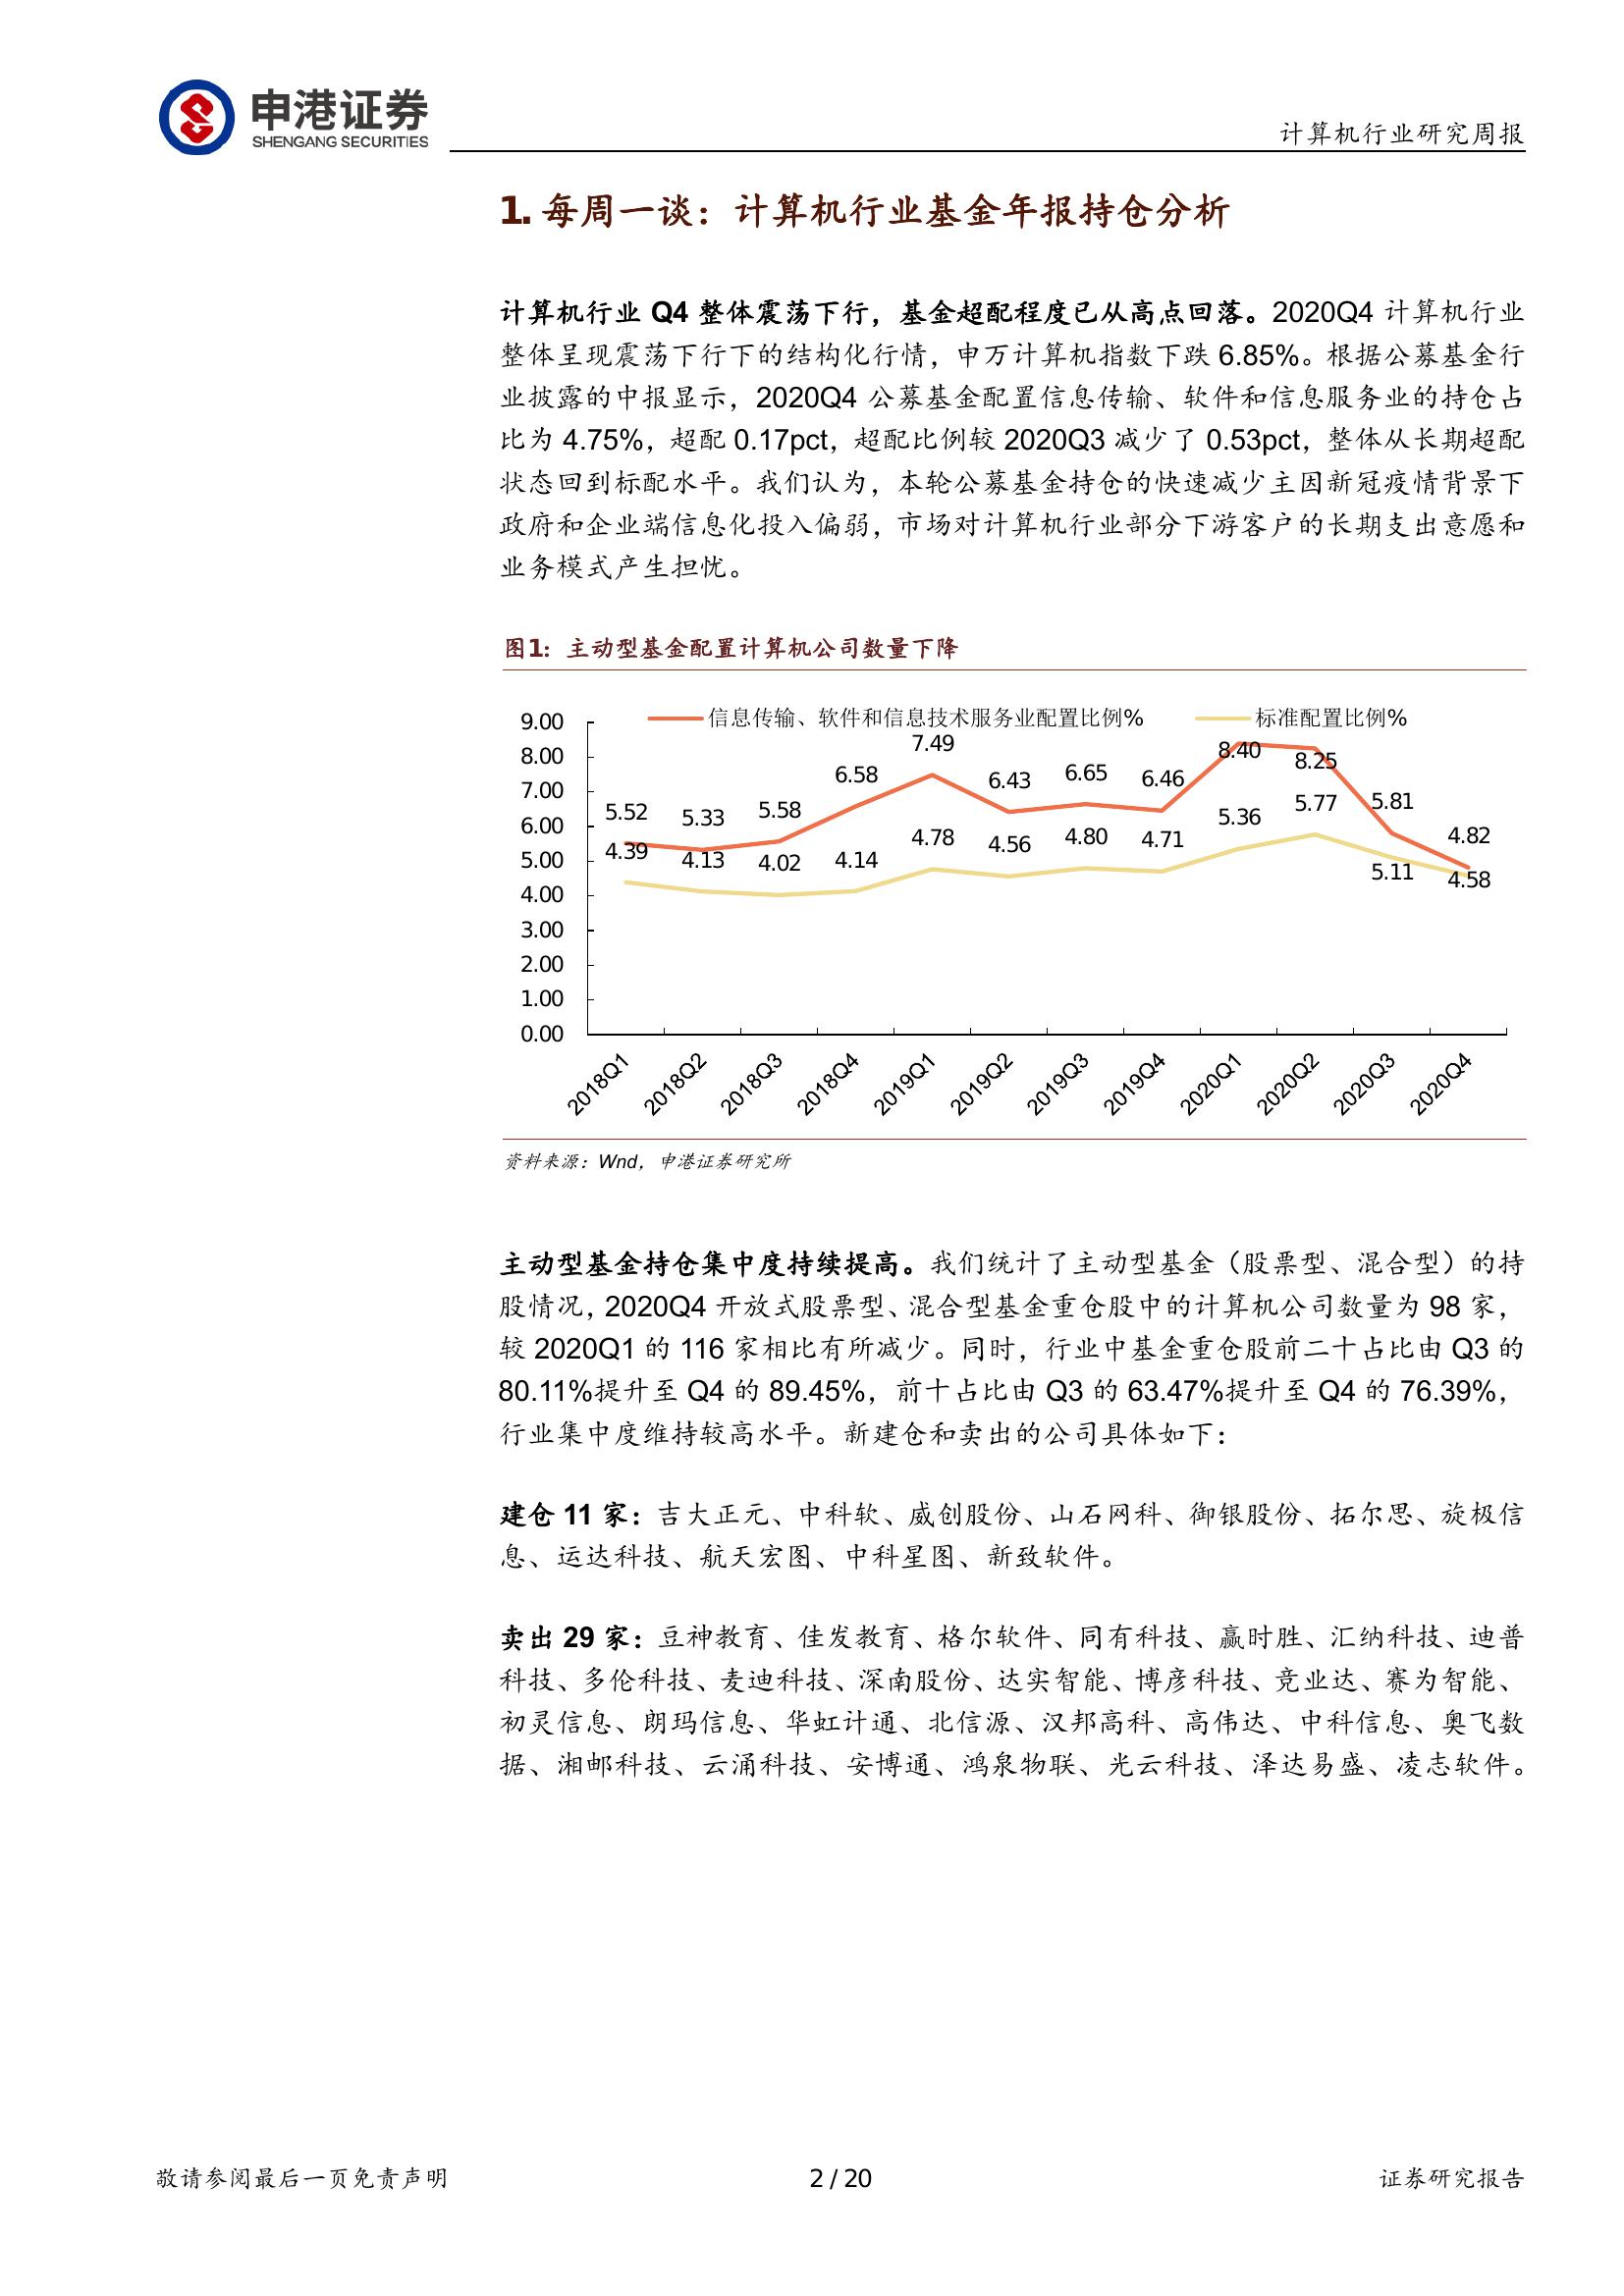 申港证券
SHENGANG SECURITIES
计算机行业研究周报
1. 每周一谈：计算机行业基金年报持仓分析
计算机行业 Q4 整体震荡下行，基金超配程度已从高点回落。2020Q4 计算机行业
整体呈现震荡下行下的结构化行情，申万计算机指数下跌 6.85%。根据公募基金行
业披露的中报显示，2020Q4 公募基金配置信息传输、软件和信息服务业的持仓占
比为 4.75%，超配 0.17pct，超配比例较 2020Q3 减少了 0.53pct，整体从长期超配
状态回到标配水平。我们认为，本轮公募基金持仓的快速减少主因新冠疫情背景下
政府和企业端信息化投入偏弱，市场对计算机行业部分下游客户的长期支出意愿和
业务模式产生担忧。
图1：主动型基金配置计算机公司数量下降
信息传输、软件和信息技术服务业配置比例% 标准配置比例%
9.00
8.00
7.00
6.00
5.00
4.00
3.00
2.00
1.00
0.00
5.52 5.33 5.58 6.58 7.49 6.43 6.65 6.46 8.40 8.25 5.81 4.82
4.39 4.13 4.02 4.14 4.78 4.56 4.80 4.71 5.36 5.77 5.11 4.58
2018Q1 2018Q2 2018Q3 2018Q4 2019Q1 2019Q2 2019Q3 2019Q4 2020Q1 2020Q2 2020Q3 2020Q4
资料来源：Wnd，申港证券研究所
主动型基金持仓集中度持续提高。我们统计了主动型基金（股票型、混合型）的持
股情况，2020Q4 开放式股票型、混合型基金重仓股中的计算机公司数量为 98 家，
较 2020Q1 的 116 家相比有所减少。同时，行业中基金重仓股前二十占比由 Q3 的
80.11%提升至 Q4 的 89.45%，前十占比由 Q3 的 63.47%提升至 Q4 的 76.39%，
行业集中度维持较高水平。新建仓和卖出的公司具体如下：
建仓 11 家：吉大正元、中科软、威创股份、山石网科、御银股份、拓尔思、旋极信
息、运达科技、航天宏图、中科星图、新致软件。
卖出 29 家：豆神教育、佳发教育、格尔软件、同有科技、赢时胜、汇纳科技、迪普
科技、多伦科技、麦迪科技、深南股份、达实智能、博彦科技、竞业达、赛为智能、
初灵信息、朗玛信息、华虹计通、北信源、汉邦高科、高伟达、中科信息、奥飞数
据、湘邮科技、云涌科技、安博通、鸿泉物联、光云科技、泽达易盛、凌志软件。
敬请参阅最后一页免责声明 2 / 20 证券研究报告